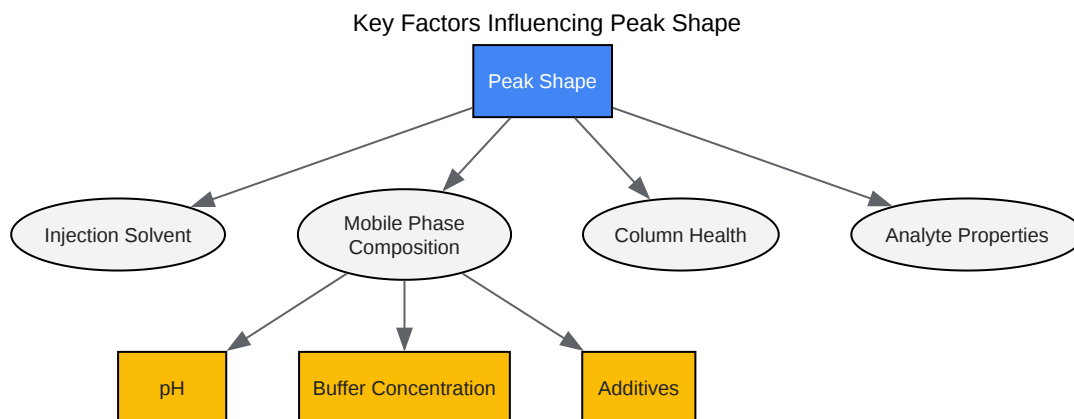 Key Factors Influencing Peak Shape
Peak Shape
Injection Solvent
Mobile Phase
Composition
Column Health
Analyte Properties
pH
Buffer Concentration
Additives